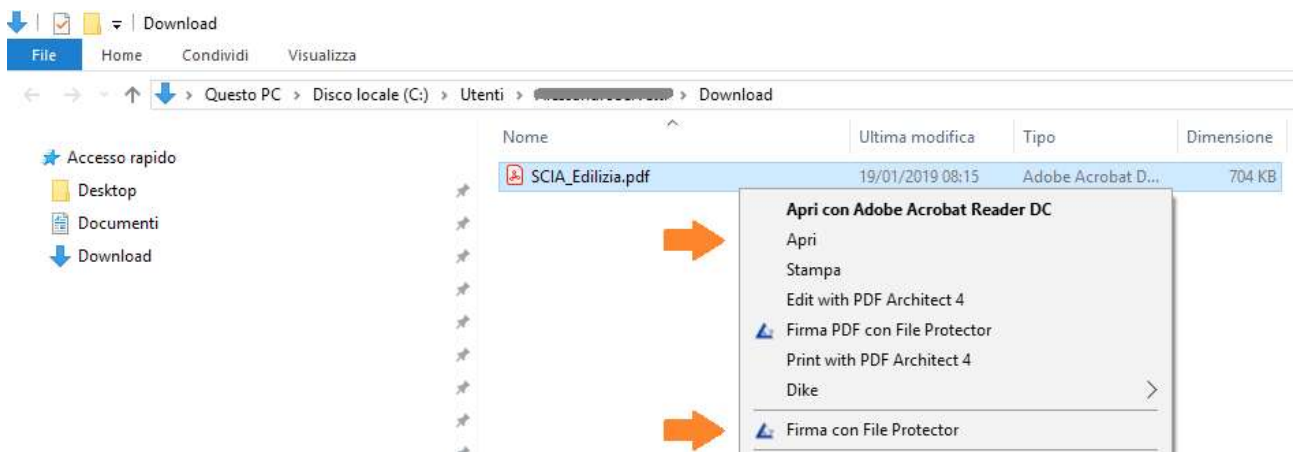 Download
File Home Condividi Visualizza
Questo PC > Disco locale (C:) > Utenti > > Download
Nome Ultima modifica Tipo Dimensione
Accesso rapido
SCIA_Edilizia.pdf 19/01/2019 08:15 Adobe Acrobat D... 704 KB
Desktop
Documenti
Download
Apri con Adobe Acrobat Reader DC
Apri
Stampa
Edit with PDF Architect 4
Firma PDF con File Protector
Print with PDF Architect 4
Dike
Firma con File Protector